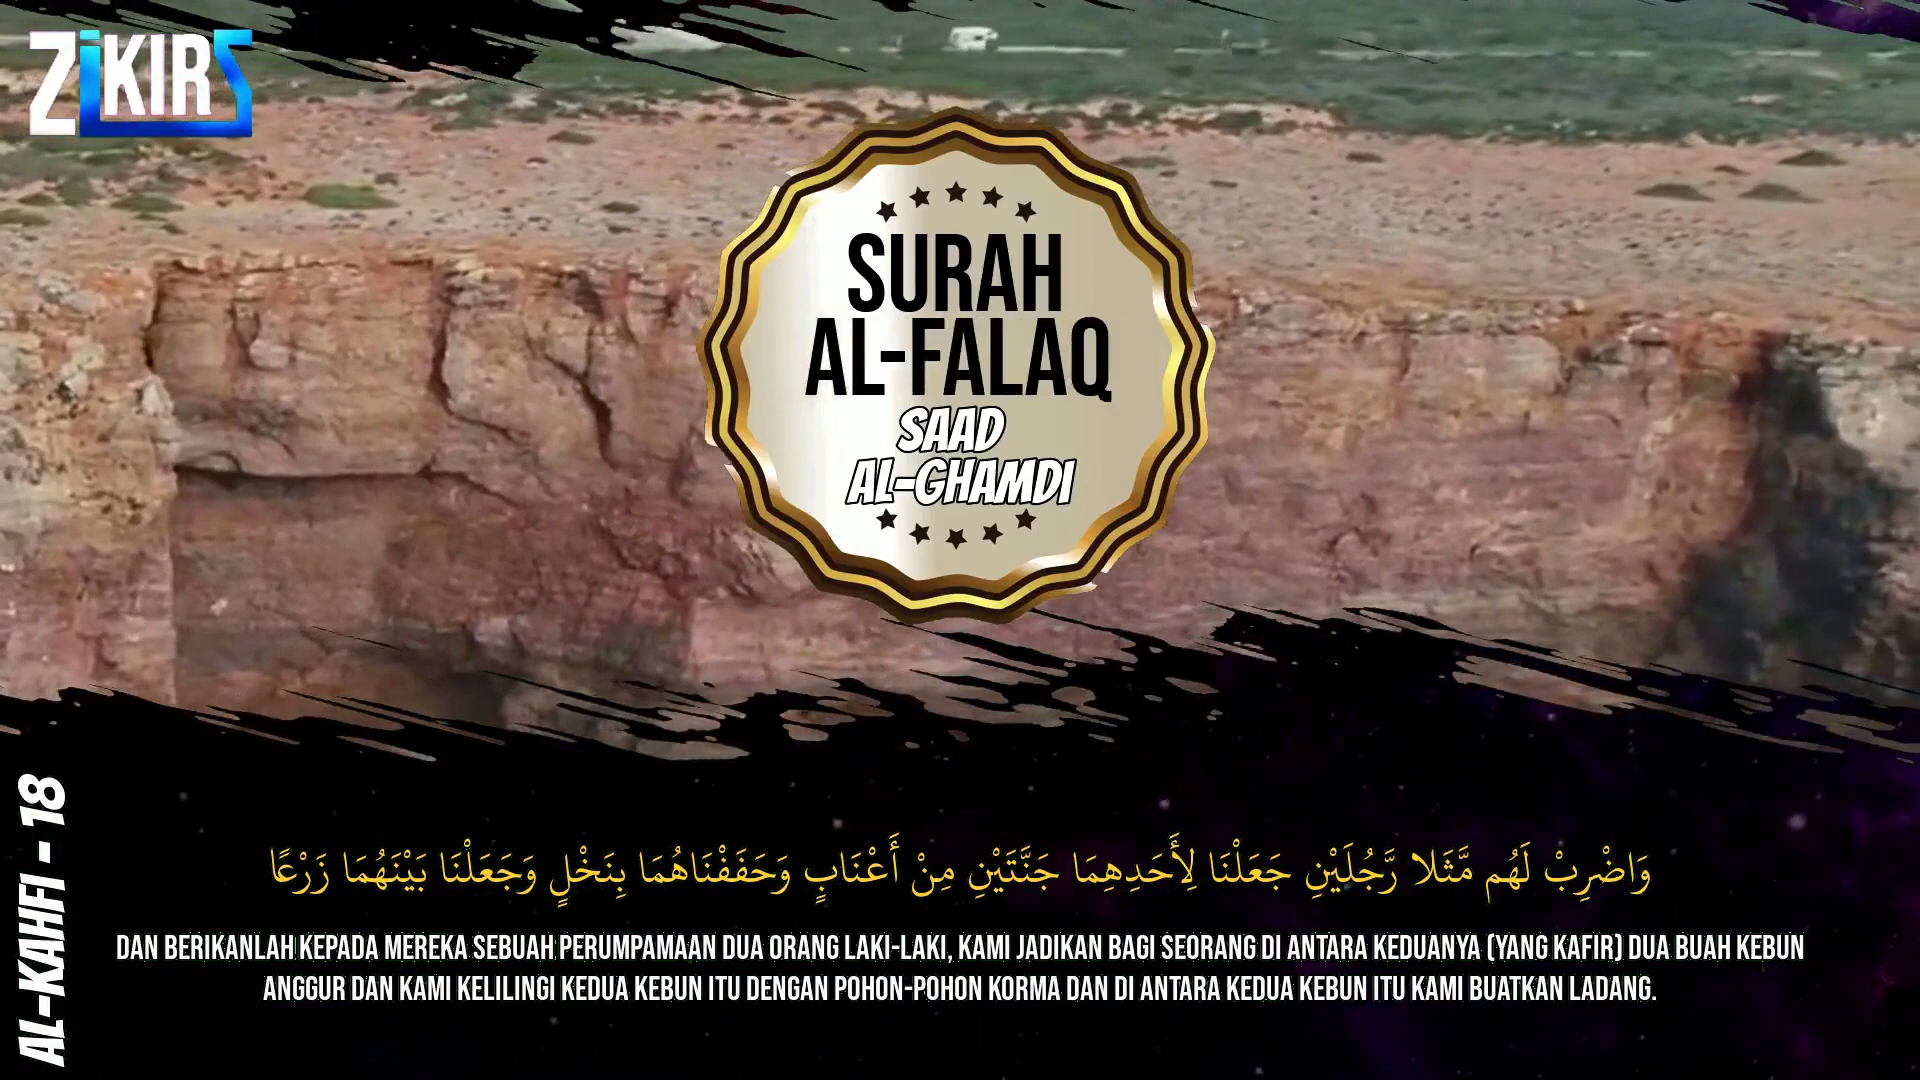 ZiKIRS
SURAH
AL-FALAQ
SAAD
AL-GHAMDI
AL-KAHFI - 18
وَاضْرِبْ لَهُم مَّثَلا رَّجُلَيْنِ جَعَلْنَا لِأَحَدِهِمَا جَنَّتَيْنِ مِنْ أَعْنَابٍ وَحَفَفْنَاهُمَا بِنَخْلٍ وَجَعَلْنَا بَيْنَهُمَا زَرْعًا
DAN BERIKANLAH KEPADA MEREKA SEBUAH PERUMPAMAAN DUA ORANG LAKI-LAKI, KAMI JADIKAN BAGI SEORANG DI ANTARA KEDUANYA (YANG KAFIR) DUA BUAH KEBUN
ANGGUR DAN KAMI KELILINGI KEDUA KEBUN ITU DENGAN POHON-POHON KORMA DAN DI ANTARA KEDUA KEBUN ITU KAMI BUATKAN LADANG.